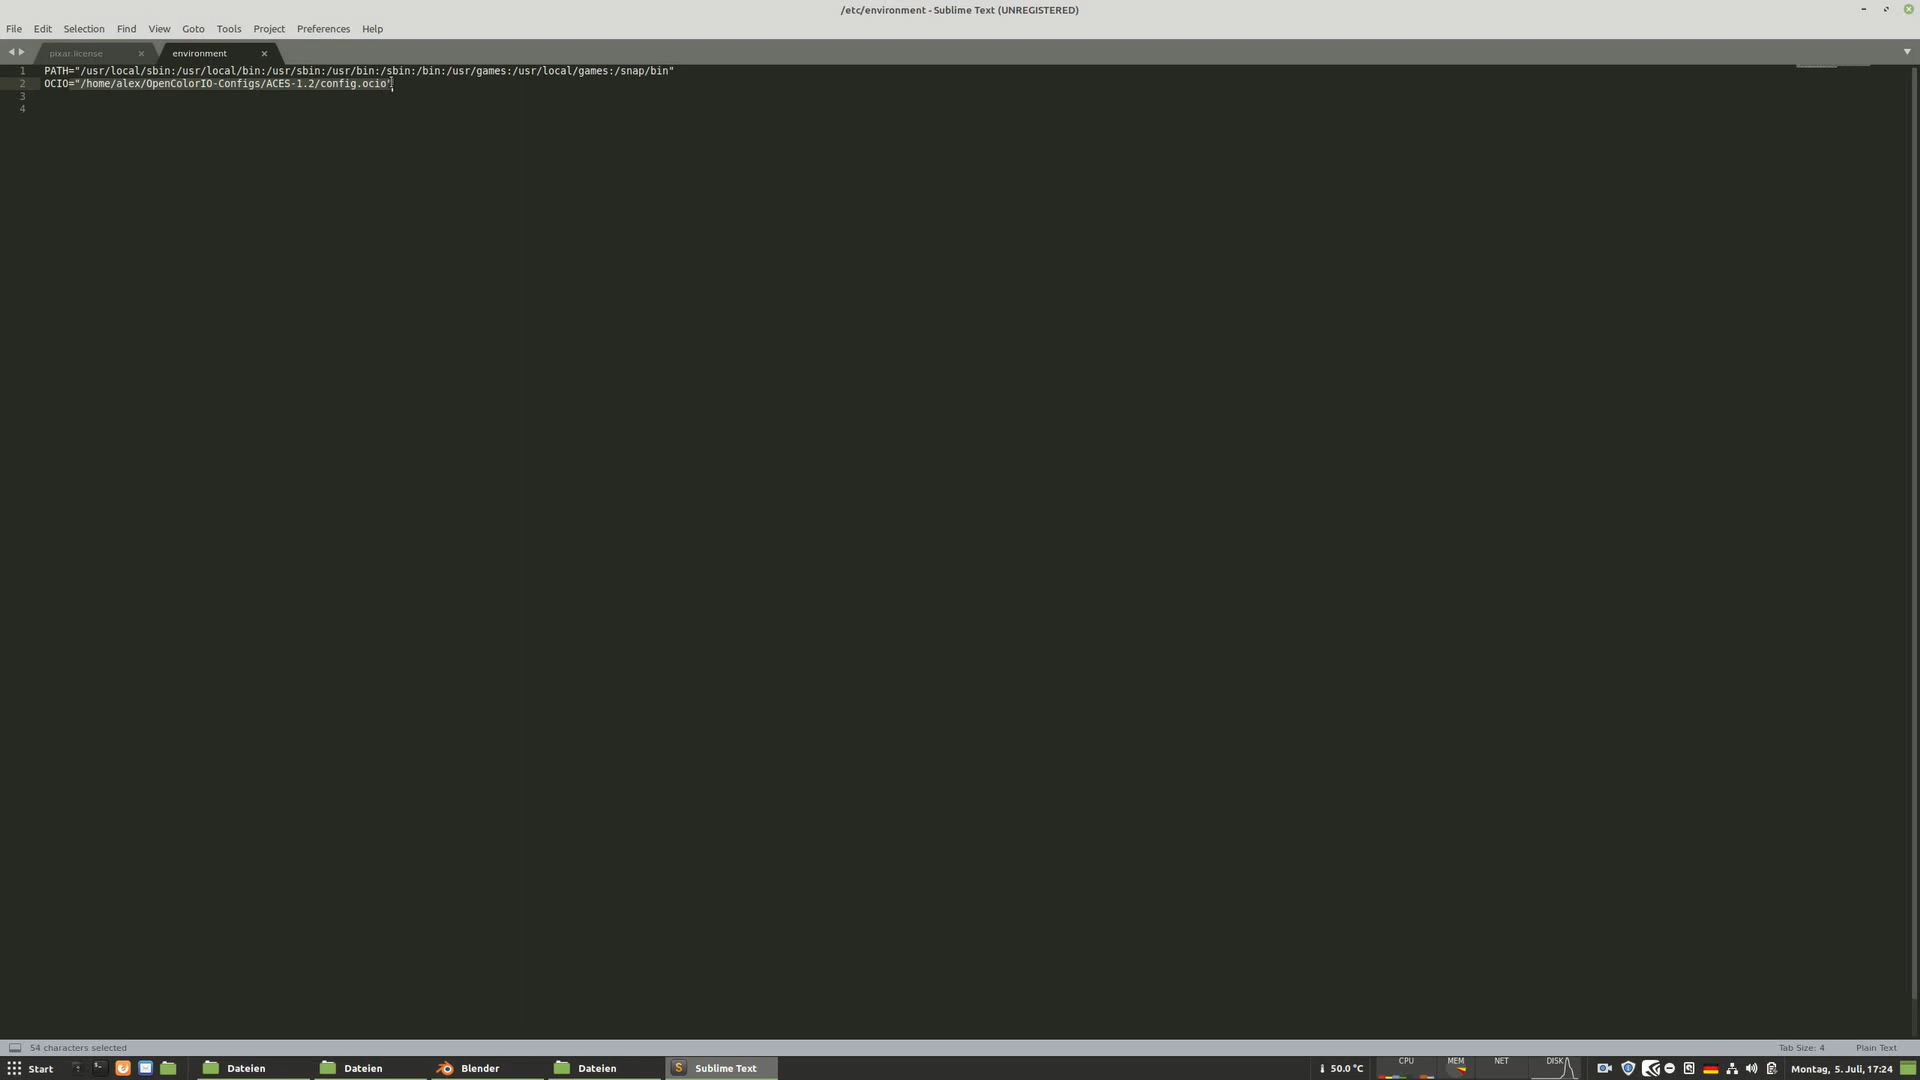 /etc/environment - Sublime Text (UNREGISTERED)
File Edit Selection Find View Goto Tools Project Preferences Help
pixar.license environment
1 PATH="/usr/local/sbin:/usr/local/bin:/usr/sbin:/usr/bin:/sbin:/bin:/usr/games:/usr/local/games:/snap/bin"
2 OCIO="/home/alex/OpenColorIO-Configs/ACES-1.2/config.ocio"
3
4
54 characters selected Tab Size: 4 Plain Text
Start Dateien Dateien Blender Dateien Sublime Text 50.0 °C CPU MEM NET DISK Montag, 5. Juli, 17:24